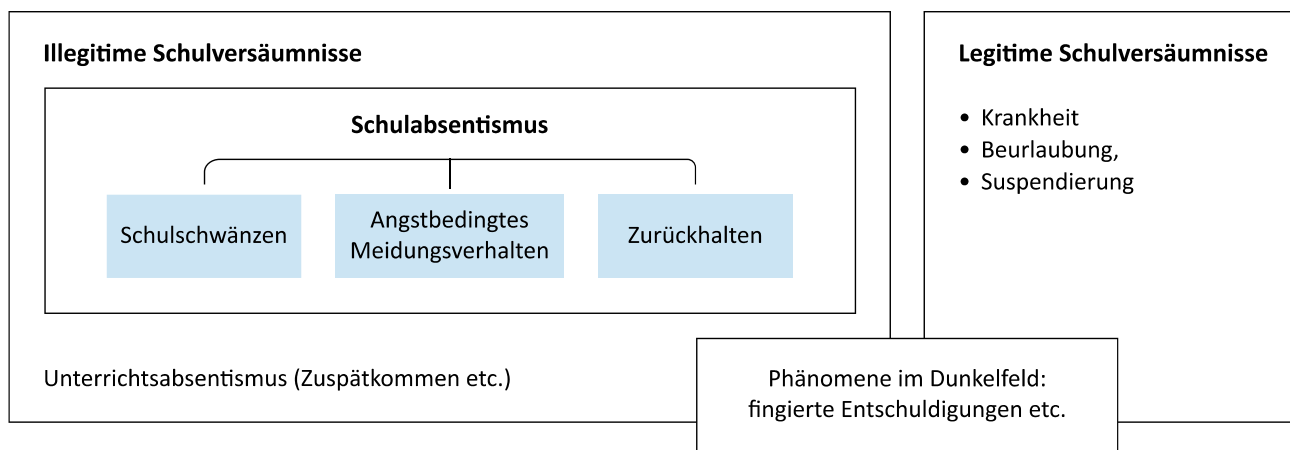 Illegitime Schulversäumnisse
Schulabsentismus
Schulschwänzen
Angstbedingtes
Meidungsverhalten
Zurückhalten
Unterrichtsabsentismus (Zuspätkommen etc.)
Legitime Schulversäumnisse
• Krankheit
• Beurlaubung,
• Suspendierung
Phänomene im Dunkelfeld:
fingierte Entschuldigungen etc.